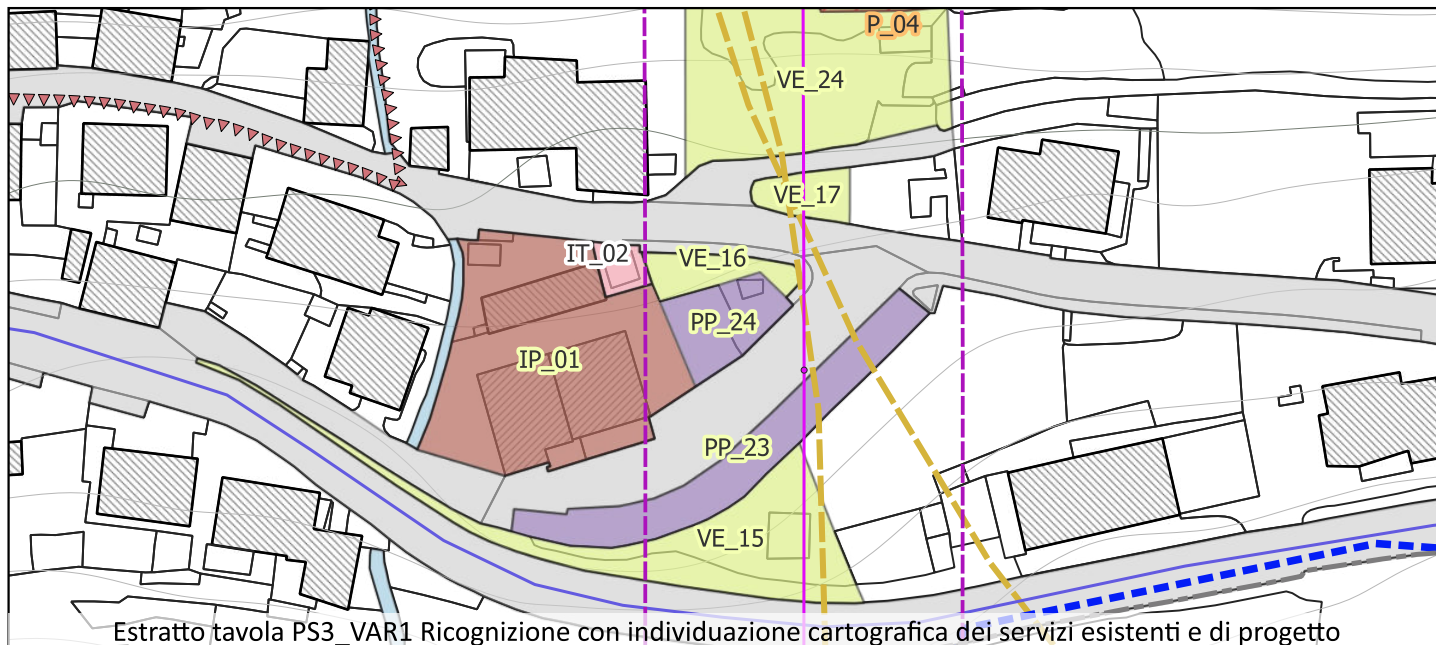 P_04
VE_24
VE_17
IT_02
VE_16
PP_24
IP_01
PP_23
VE_15
Estratto tavola PS3_VAR1 Ricognizione con individuazione cartografica dei servizi esistenti e di progetto